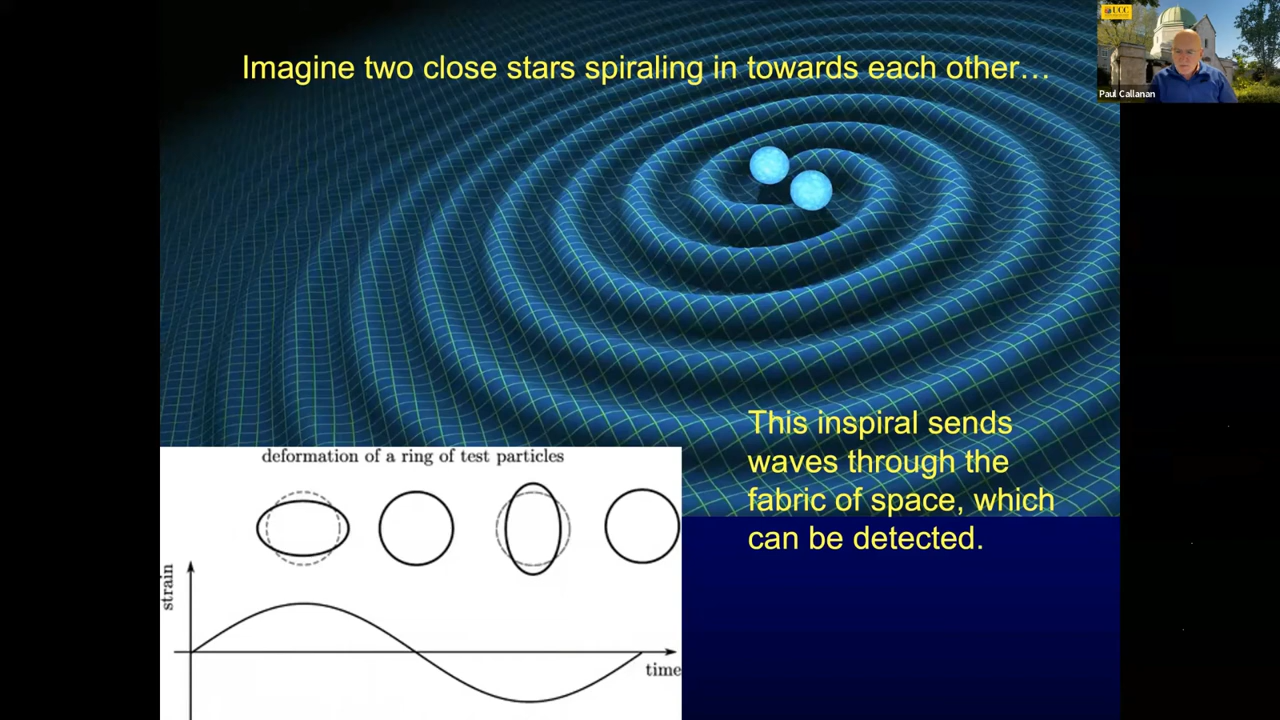 Imagine two close stars spiraling in towards each other…
UCC
Paul Callanan
This inspiral sends
waves through the
fabric of space, which
can be detected.
deformation of a ring of test particles
strain
time